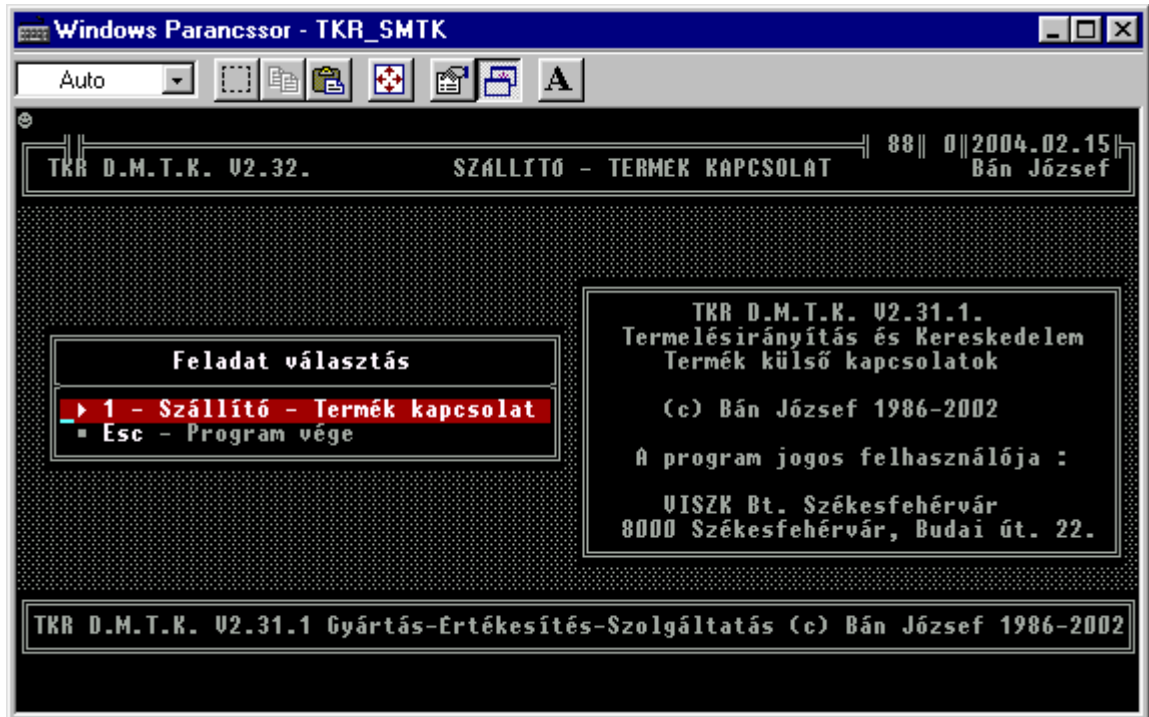 Windows Parancssor - TKR_SMTK
Auto
A
88 0 2004.02.15
TKR D.M.T.K. V2.32. SZÁLLÍTÓ - TERMÉK KAPCSOLAT Bán József
TKR D.M.T.K. V2.31.1.
Termelésirányítás és Kereskedelem
Termék külső kapcsolatok
(c) Bán József 1986-2002
A program jogos felhasználója :
VISZK Bt. Székesfehérvár
8000 Székesfehérvár, Budai út. 22.
Feladat választás
1 - Szállító - Termék kapcsolat
Esc - Program vége
TKR D.M.T.K. V2.31.1 Gyártás-Értékesítés-Szolgáltatás (c) Bán József 1986-2002